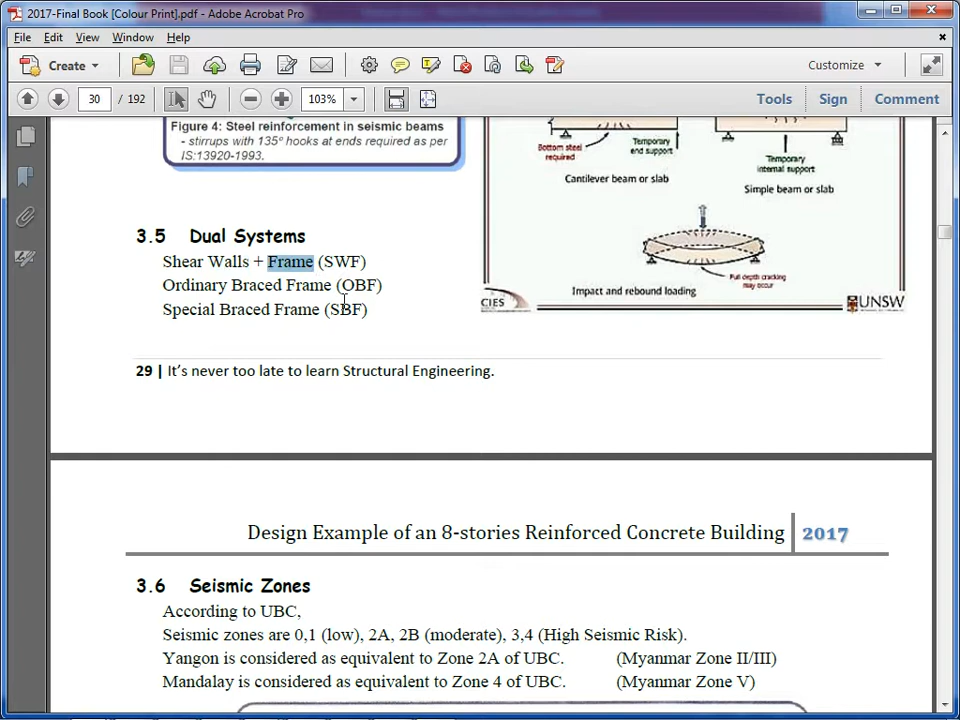 2017-Final Book [Colour Print].pdf - Adobe Acrobat Pro
File Edit View Window Help
Create Customize
30 / 192 103% Tools Sign Comment
Figure 4: Steel reinforcement in seismic beams
- stirrups with 135° hooks at ends required as per
IS:13920-1993.
Bottom steel
required
Temporary
end support
Cantilever beam or slab
Temporary
internal support
Simple beam or slab
Full depth cracking
may occur
Impact and rebound loading
CIES
UNSW
3.5 Dual Systems
Shear Walls + Frame (SWF)
Ordinary Braced Frame (OBF)
Special Braced Frame (SBF)
29 | It's never too late to learn Structural Engineering.
Design Example of an 8-stories Reinforced Concrete Building 2017
3.6 Seismic Zones
According to UBC,
Seismic zones are 0,1 (low), 2A, 2B (moderate), 3,4 (High Seismic Risk).
Yangon is considered as equivalent to Zone 2A of UBC. (Myanmar Zone II/III)
Mandalay is considered as equivalent to Zone 4 of UBC. (Myanmar Zone V)